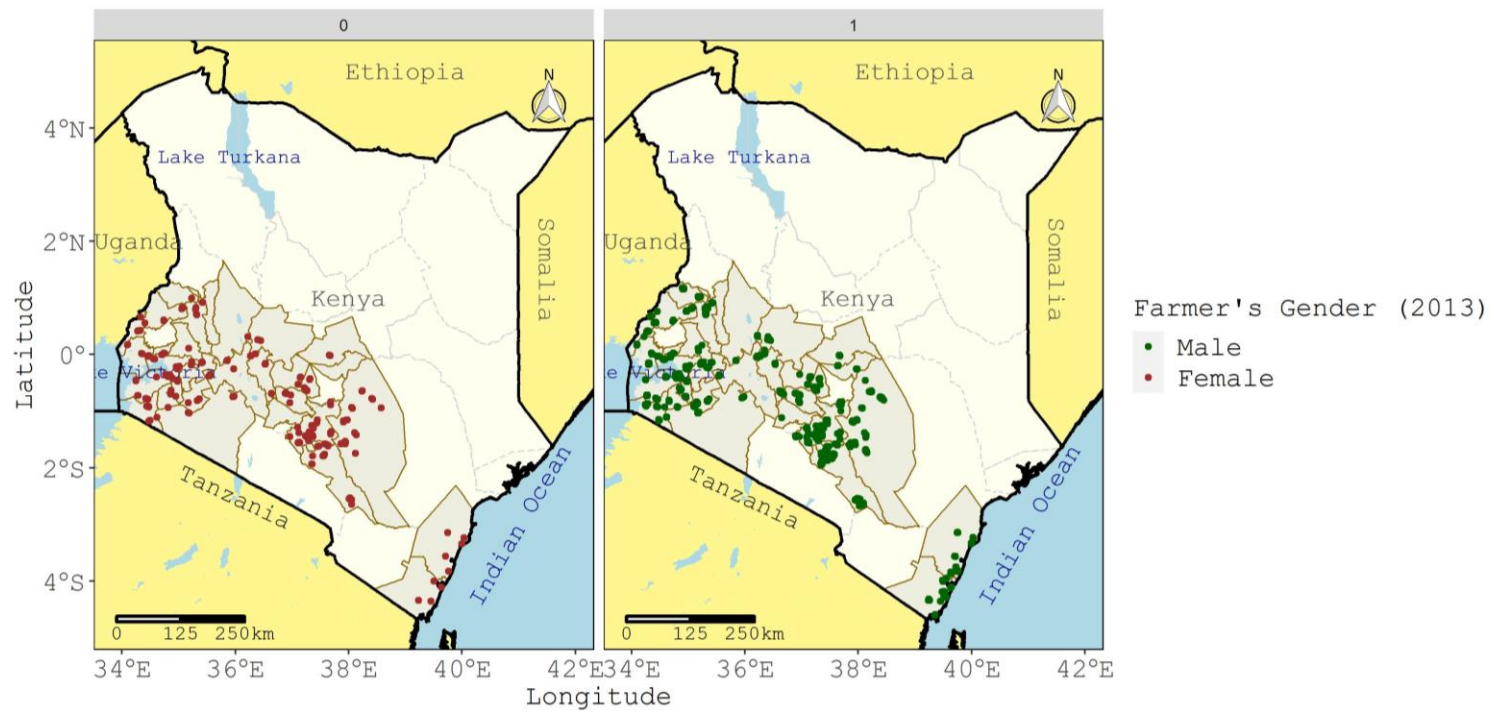 0
1
Ethiopia
N
Ethiopia
N
4°N
Lake Turkana
Lake Turkana
2°N
Uganda
Somalia
Uganda
Somalia
Kenya
Kenya
Farmer's Gender (2013)
Male
Female
Latitude
0°
e Victoria
e Victoria
2°S
Tanzania
Indian Ocean
Tanzania
Indian Ocean
4°S
0 125 250km
0 125 250km
34°E 36°E 38°E 40°E 42°E
34°E 36°E 38°E 40°E 42°E
Longitude